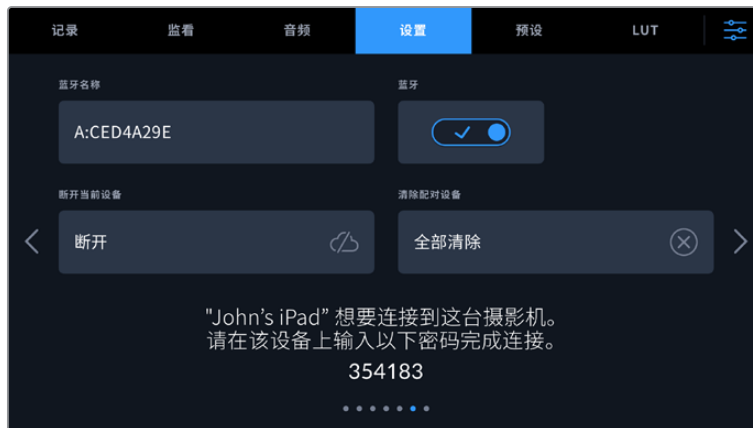 记录 监看 音频 设置 预设 LUT
蓝牙名称 蓝牙
A:CED4A29E
断开当前设备 清除配对设备
断开 全部清除
"John's iPad” 想要连接到这台摄影机。
请在该设备上输入以下密码完成连接。
354183